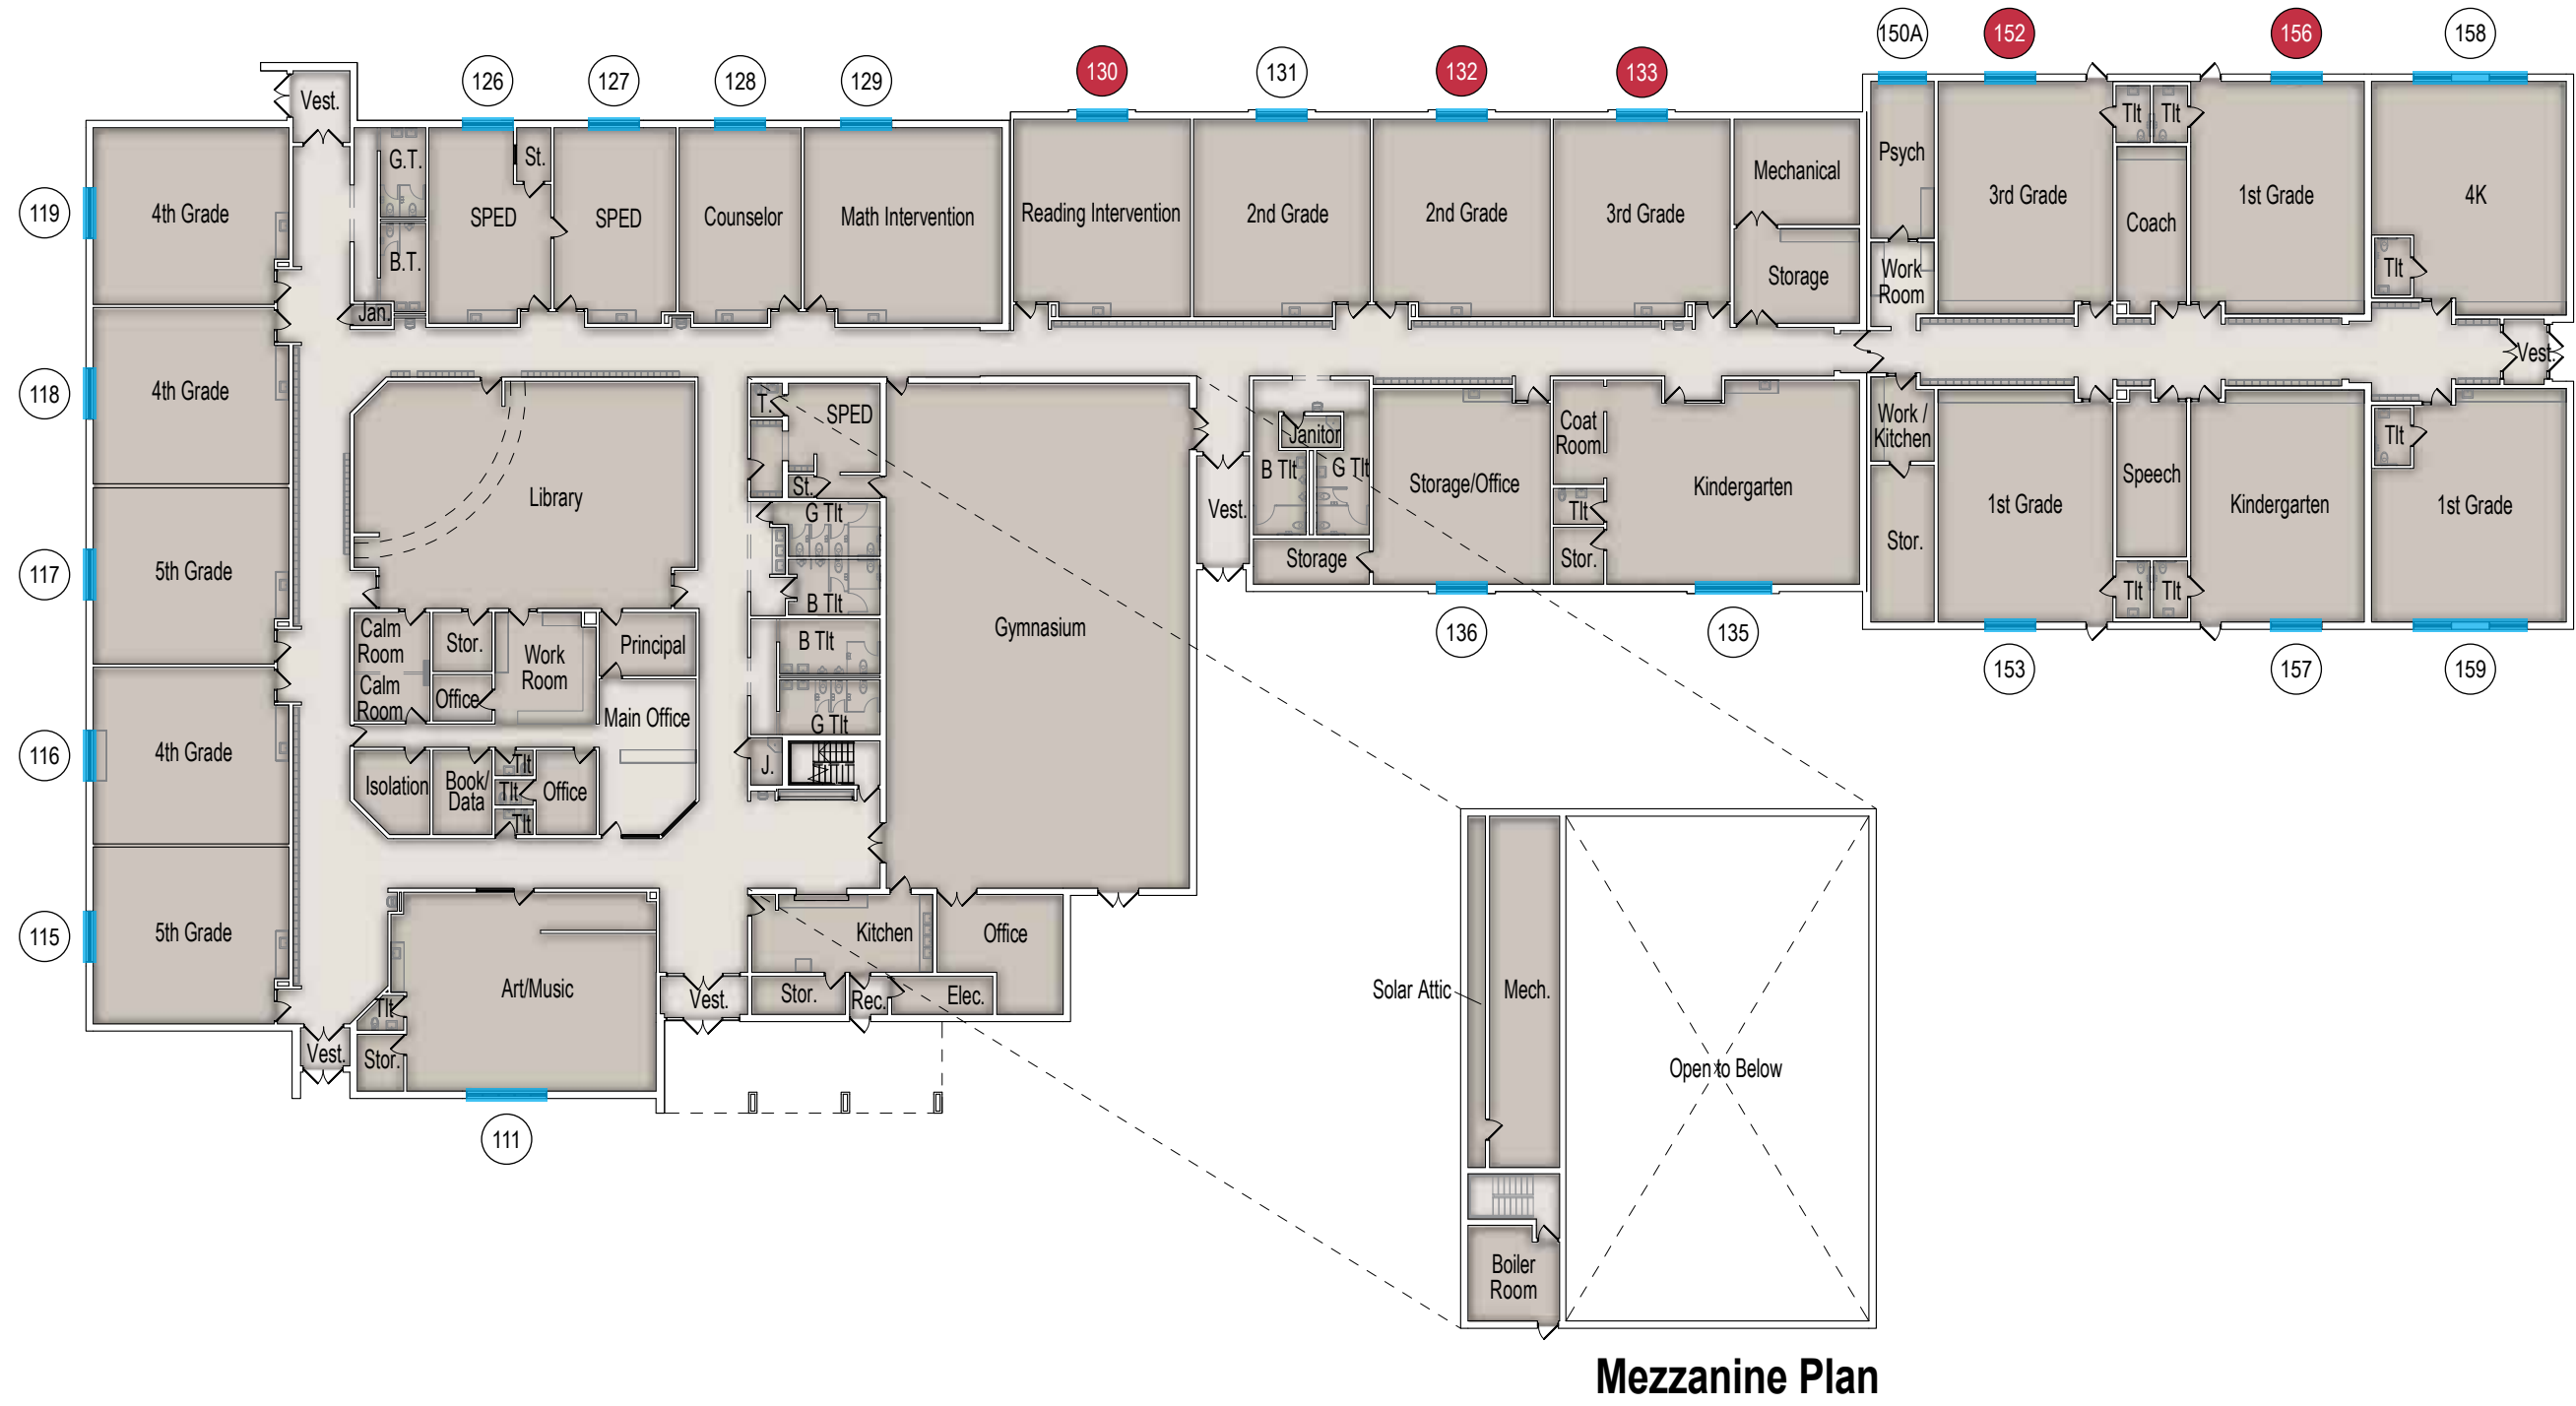 150A
152
156
158
126
127
128
129
130
131
132
133
Vest.
G.T.
St.
Psych
Tlt
Tlt
Mechanical
119
4th Grade
SPED
SPED
Counselor
Math Intervention
Reading Intervention
2nd Grade
2nd Grade
3rd Grade
3rd Grade
Coach
1st Grade
4K
B.T.
Storage
Work
Room
Tlt
Jan.
Vest.
118
4th Grade
T.
SPED
Janitor
Coat
Room
Work /
Kitchen
Tlt
B Tlt
G Tlt
Library
St.
Storage/Office
Kindergarten
Speech
1st Grade
Kindergarten
1st Grade
G Tlt
Vest.
Tlt
Stor.
Storage
Stor.
117
5th Grade
B Tlt
Tlt
Tlt
Calm
Room
Stor.
Work
Room
Principal
B Tlt
Gymnasium
136
135
153
157
159
Calm
Room
Office
Main Office
G Tlt
116
4th Grade
J.
Isolation
Book/
Data
Tlt
Tlt
Tlt
Office
115
5th Grade
Kitchen
Office
Art/Music
Tlt
Vest.
Stor.
Rec.
Elec.
Vest.
Stor.
111
Solar Attic
Mech.
Open to Below
Boiler
Room
Mezzanine Plan